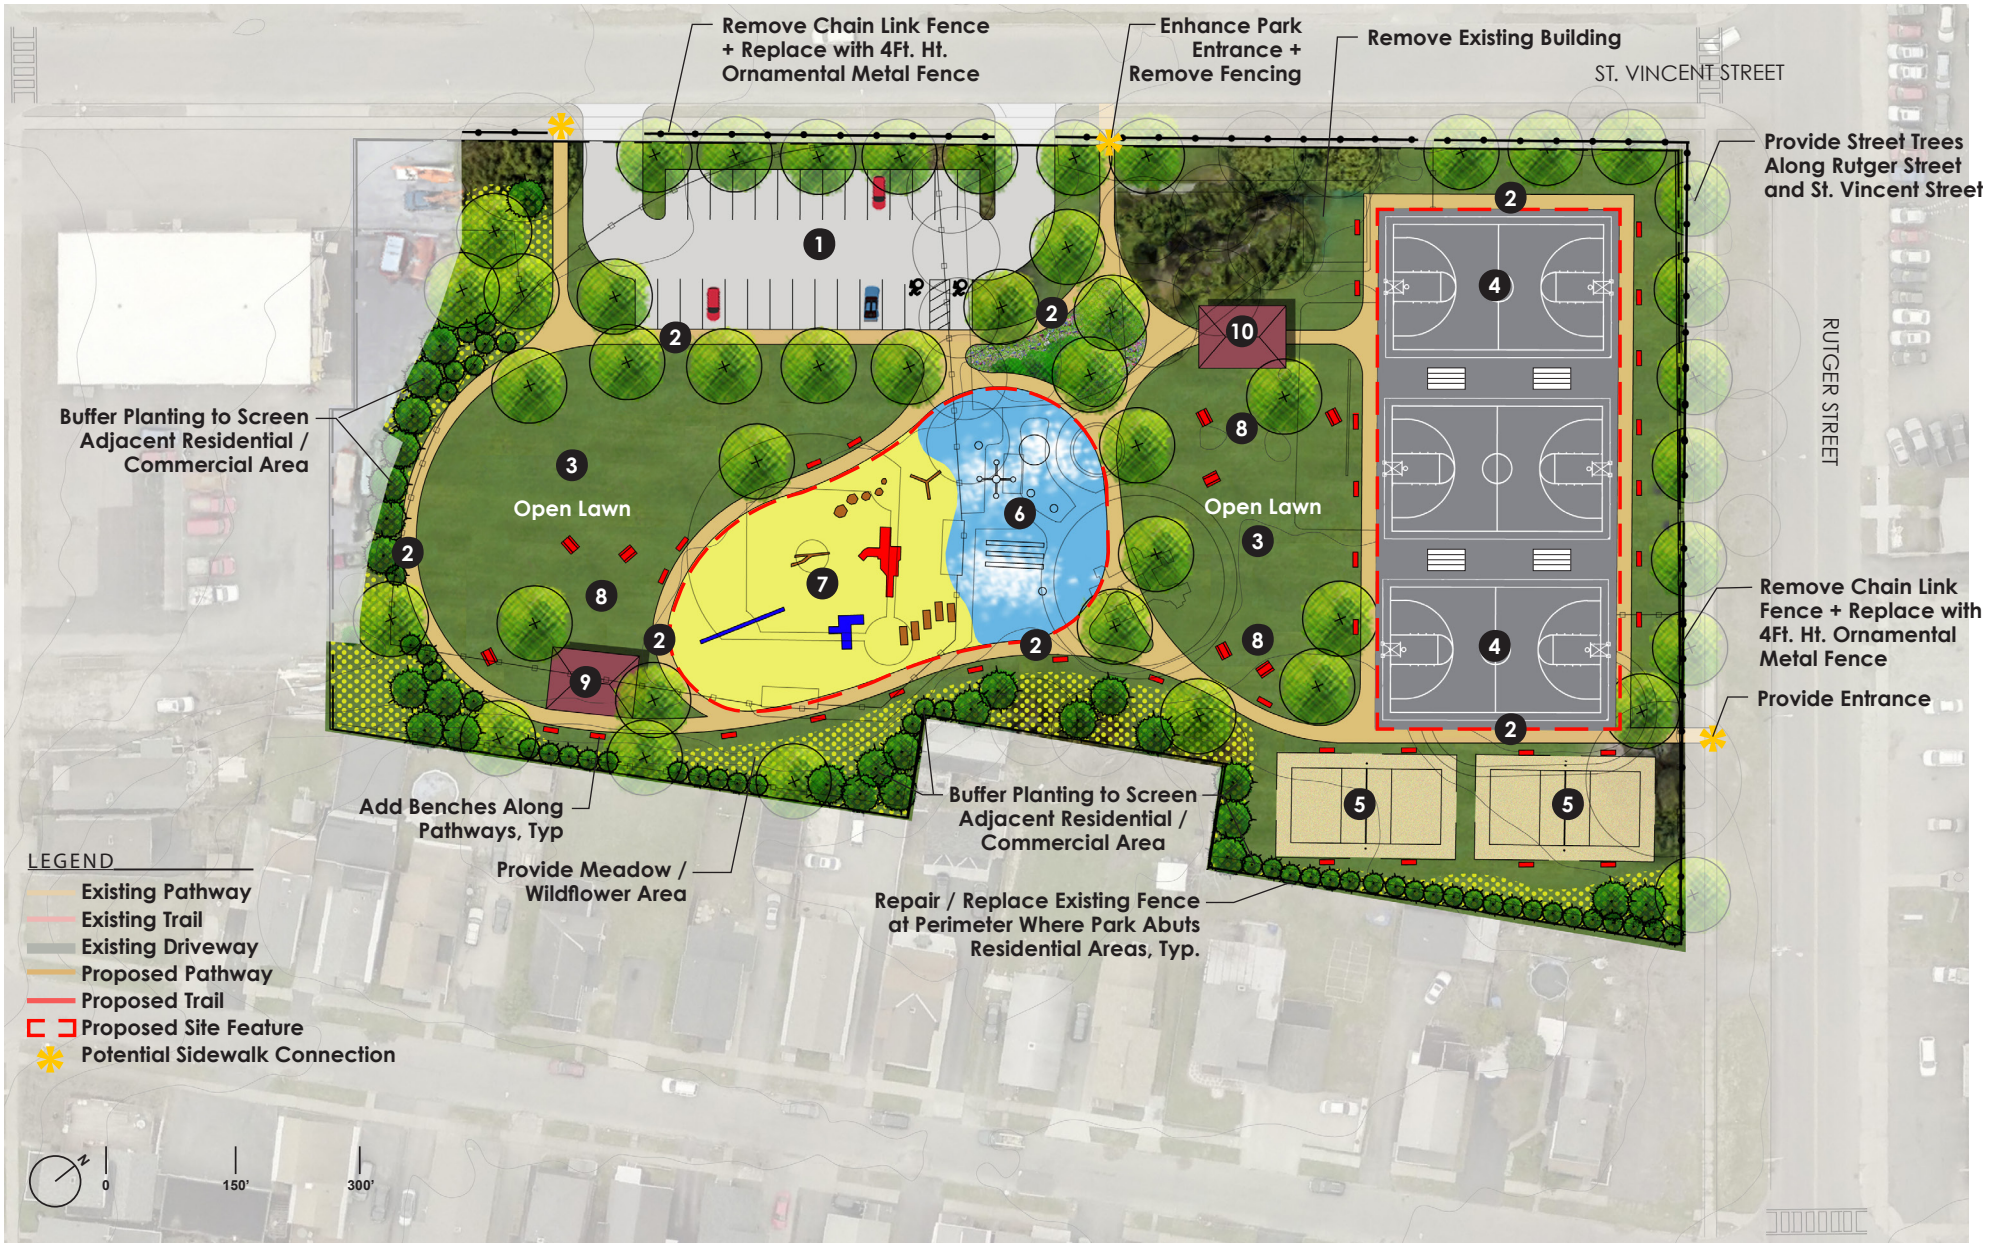 Remove Chain Link Fence
+ Replace with 4Ft. Ht.
Ornamental Metal Fence
Enhance Park
Entrance +
Remove Fencing
Remove Existing Building
ST. VINCENT STREET
Provide Street Trees
Along Rutger Street
and St. Vincent Street
2
1
4
2
2
10
RUTGER STREET
Buffer Planting to Screen
Adjacent Residential /
Commercial Area
8
3
Open Lawn
6
Open Lawn
3
2
7
8
Remove Chain Link
Fence + Replace with
4Ft. Ht. Ornamental
Metal Fence
2
2
8
4
9
Provide Entrance
2
Add Benches Along
Pathways, Typ
Buffer Planting to Screen
Adjacent Residential /
Commercial Area
5
5
Provide Meadow /
Wildflower Area
Repair / Replace Existing Fence
at Perimeter Where Park Abuts
Residential Areas, Typ.
LEGEND
Existing Pathway
Existing Trail
Existing Driveway
Proposed Pathway
Proposed Trail
Proposed Site Feature
Potential Sidewalk Connection
N
0
150'
300'